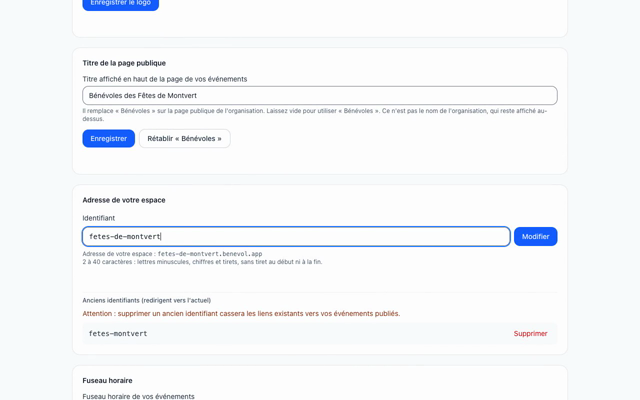 Enregistrer le logo
Titre de la page publique
Titre affiché en haut de la page de vos événements
Bénévoles des Fêtes de Montvert
Il remplace « Bénévoles » sur la page publique de l'organisation. Laissez vide pour utiliser « Bénévoles ». Ce n'est pas le nom de l'organisation, qui reste affiché au-
dessus.
Enregistrer Rétablir « Bénévoles »
Adresse de votre espace
Identifiant
fetes-de-montvert Modifier
Adresse de votre espace : fetes-de-montvert.benevol.app
2 à 40 caractères : lettres minuscules, chiffres et tirets, sans tiret au début ni à la fin.
Anciens identifiants (redirigent vers l'actuel)
Attention : supprimer un ancien identifiant cassera les liens existants vers vos événements publiés.
fetes-montvert Supprimer
Fuseau horaire
Fuseau horaire de vos événements